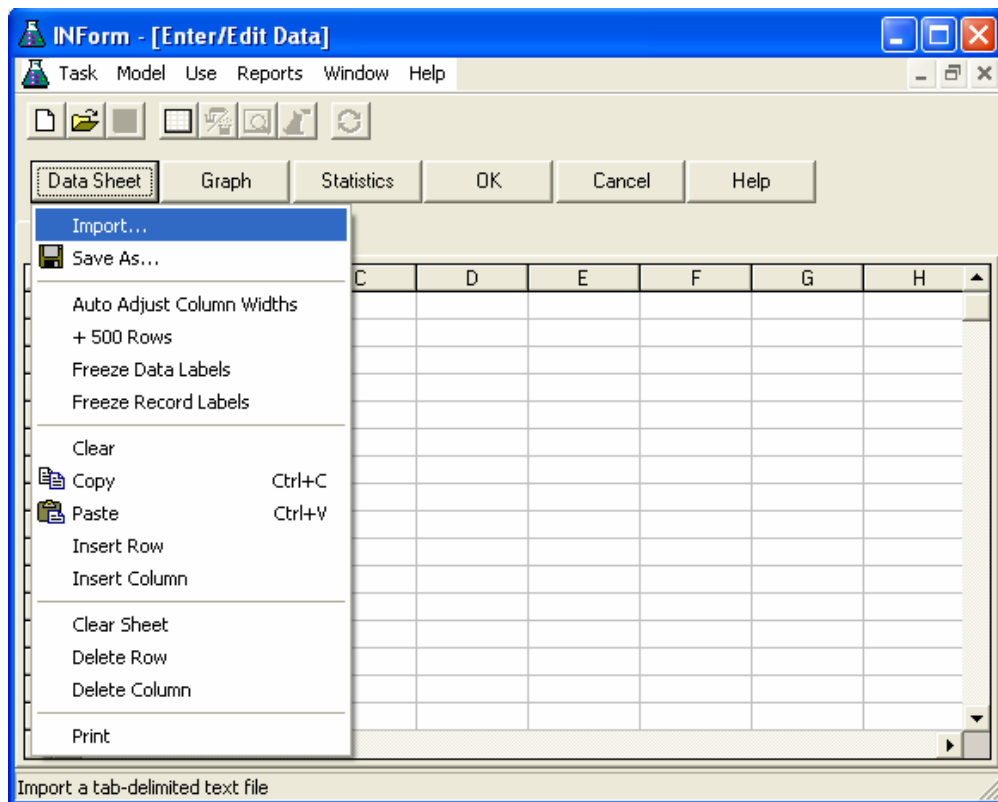 INForm - [Enter/Edit Data]
Task Model Use Reports Window Help
Data Sheet Graph Statistics OK Cancel Help
Import...
Save As...
C D E F G H
Auto Adjust Column Widths
+ 500 Rows
Freeze Data Labels
Freeze Record Labels
Clear
Copy Ctrl+C
Paste Ctrl+V
Insert Row
Insert Column
Clear Sheet
Delete Row
Delete Column
Print
Import a tab-delimited text file